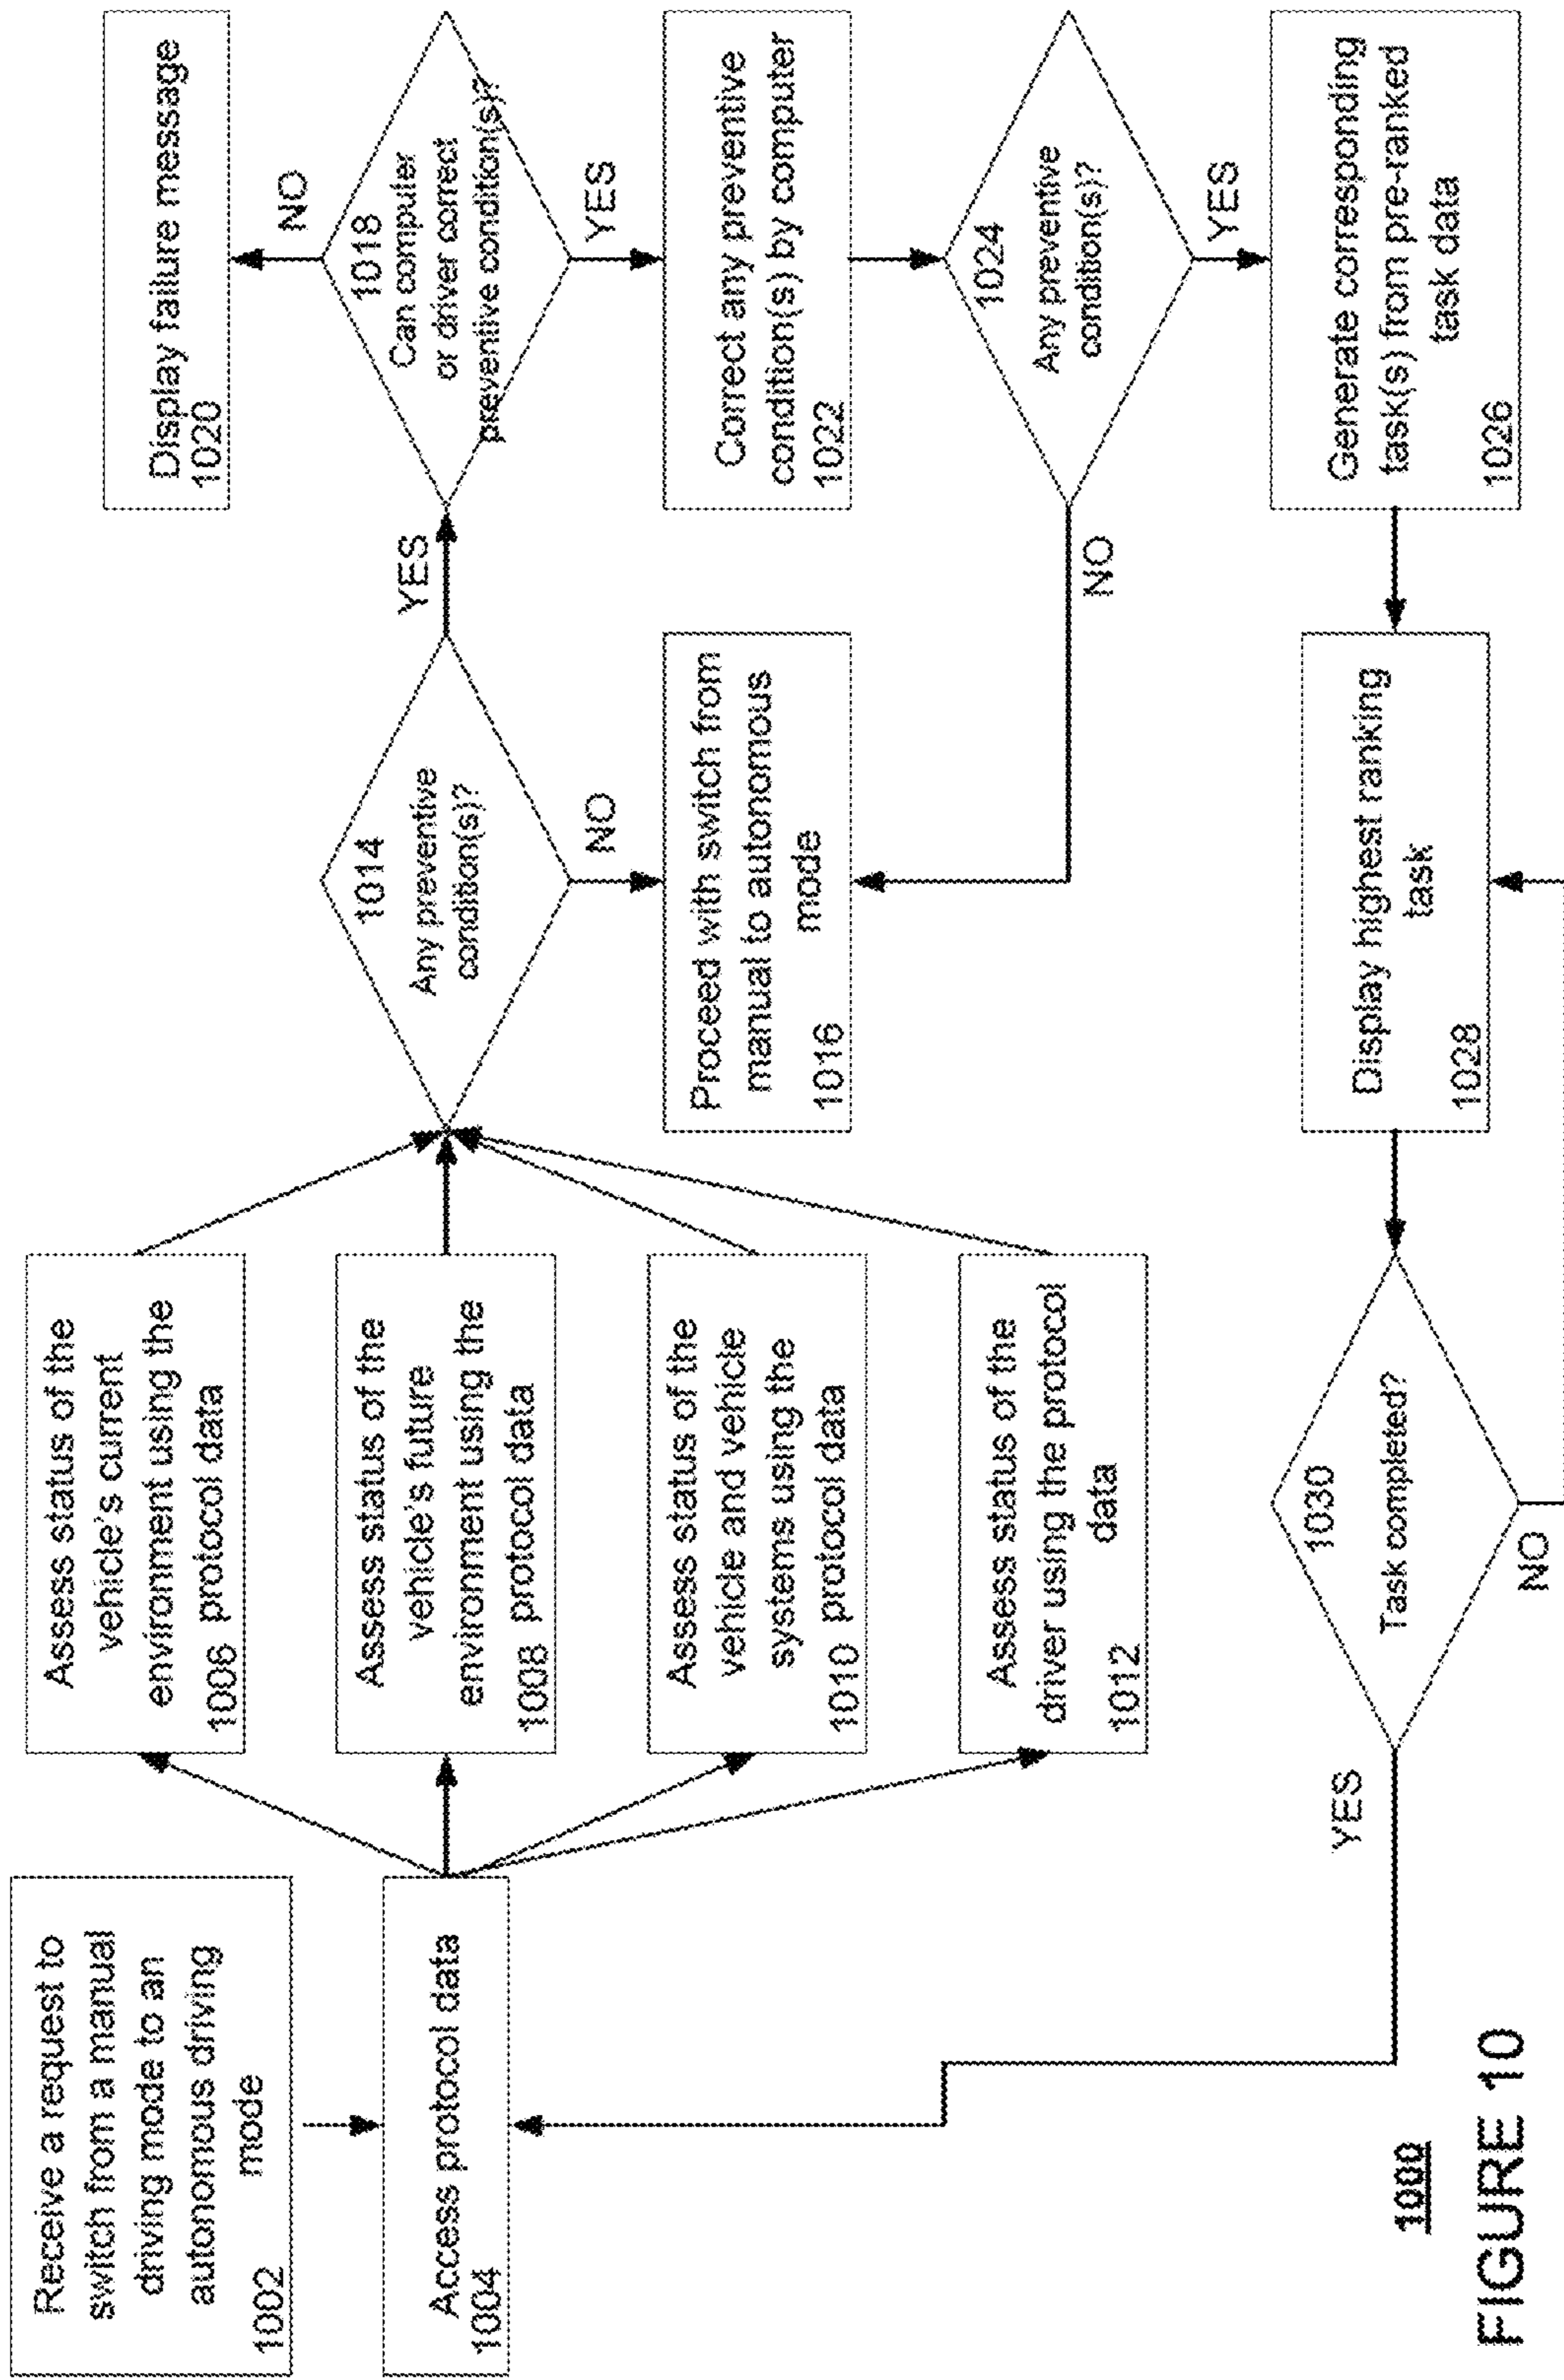 Receive a request to
switch from a manual
driving mode to an
autonomous driving
mode
1002
Access protocol data
1004
Assess status of the
vehicle's current
environment using the
1006 protocol data
Assess status of the
vehicle's future
environment using the
1008 protocol data
Assess status of the
vehicle and vehicle
systems using the
1010 protocol data
Assess status of the
driver using the protocol
data
1012
1014
Any preventive
condition(s)?
YES
NO
Proceed with switch from
manual to autonomous
mode
1016
Display failure message
1020
NO
1018
Can computer
or driver correct
preventive condition(s)?
YES
Correct any preventive
condition(s) by computer
1022
1024
Any preventive
condition(s)?
NO
YES
Generate corresponding
task(s) from pre-ranked
task data
1026
Display highest ranking
task
1028
1030
Task completed?
YES
NO
1000
FIGURE 10